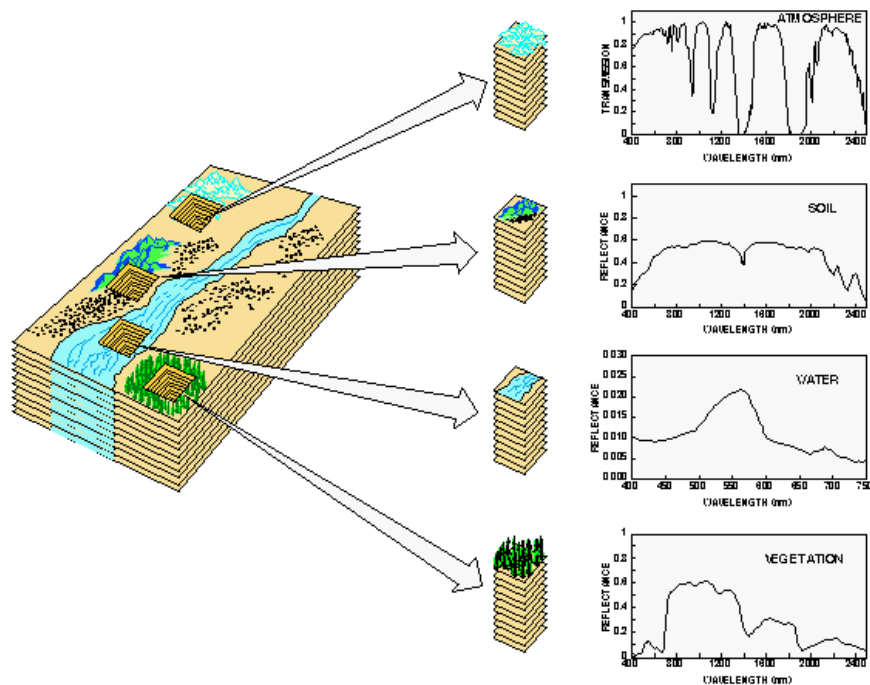 ATMOSPHERE
TRANSMISSION
1
0.8
0.6
0.4
0.2
0
400 800 1200 1600 2000 2400
WAVELENGTH (nm)
SOIL
REFLECTANCE
1
0.8
0.6
0.4
0.2
0
400 800 1200 1600 2000 2400
WAVELENGTH (nm)
WATER
REFLECTANCE
0.030
0.025
0.020
0.015
0.010
0.005
0.000
400 450 500 550 600 650 700 750
WAVELENGTH (nm)
VEGETATION
REFLECTANCE
1
0.8
0.6
0.4
0.2
0
400 800 1200 1600 2000 2400
WAVELENGTH (nm)